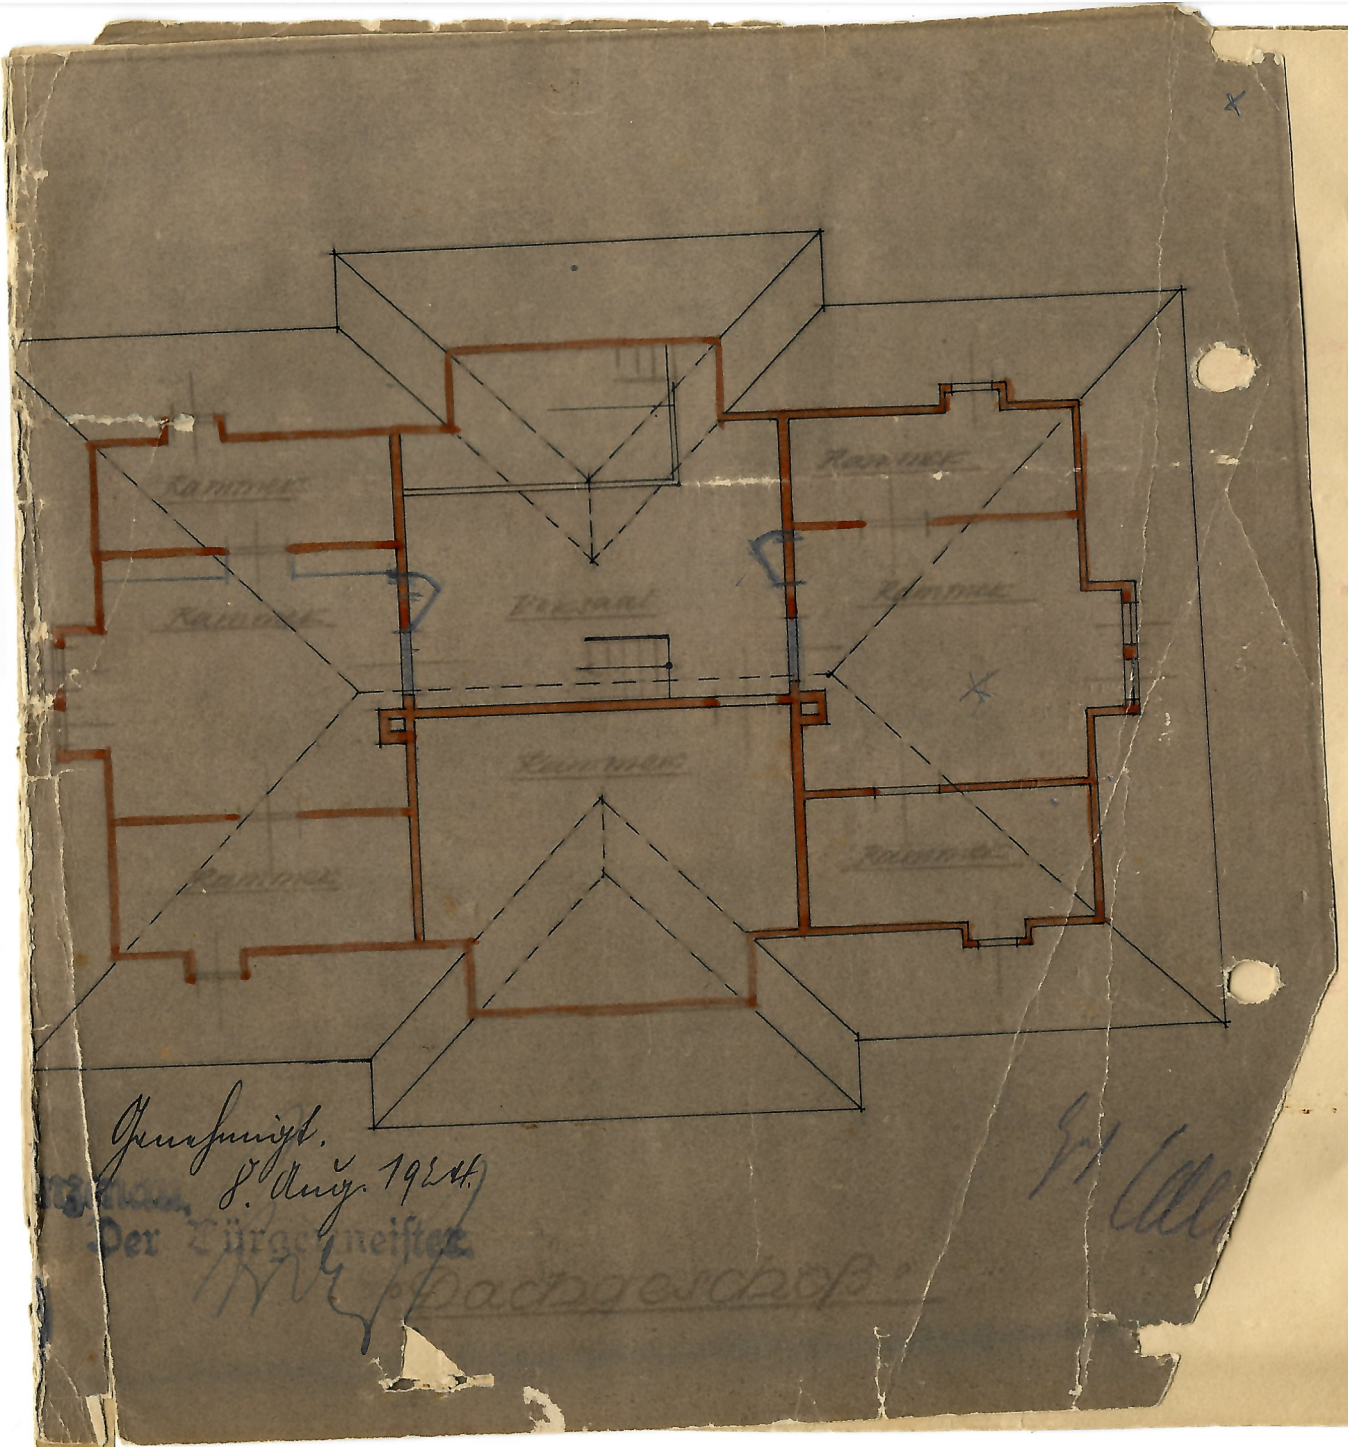 Kammer
Kammer
Kammer
Kammer
Vorsaal
Kammer
Kammer
Kammer
Genehmigt.
8. Aug. 1924.
Der Bürgermeister.
"Dachgeschoß"